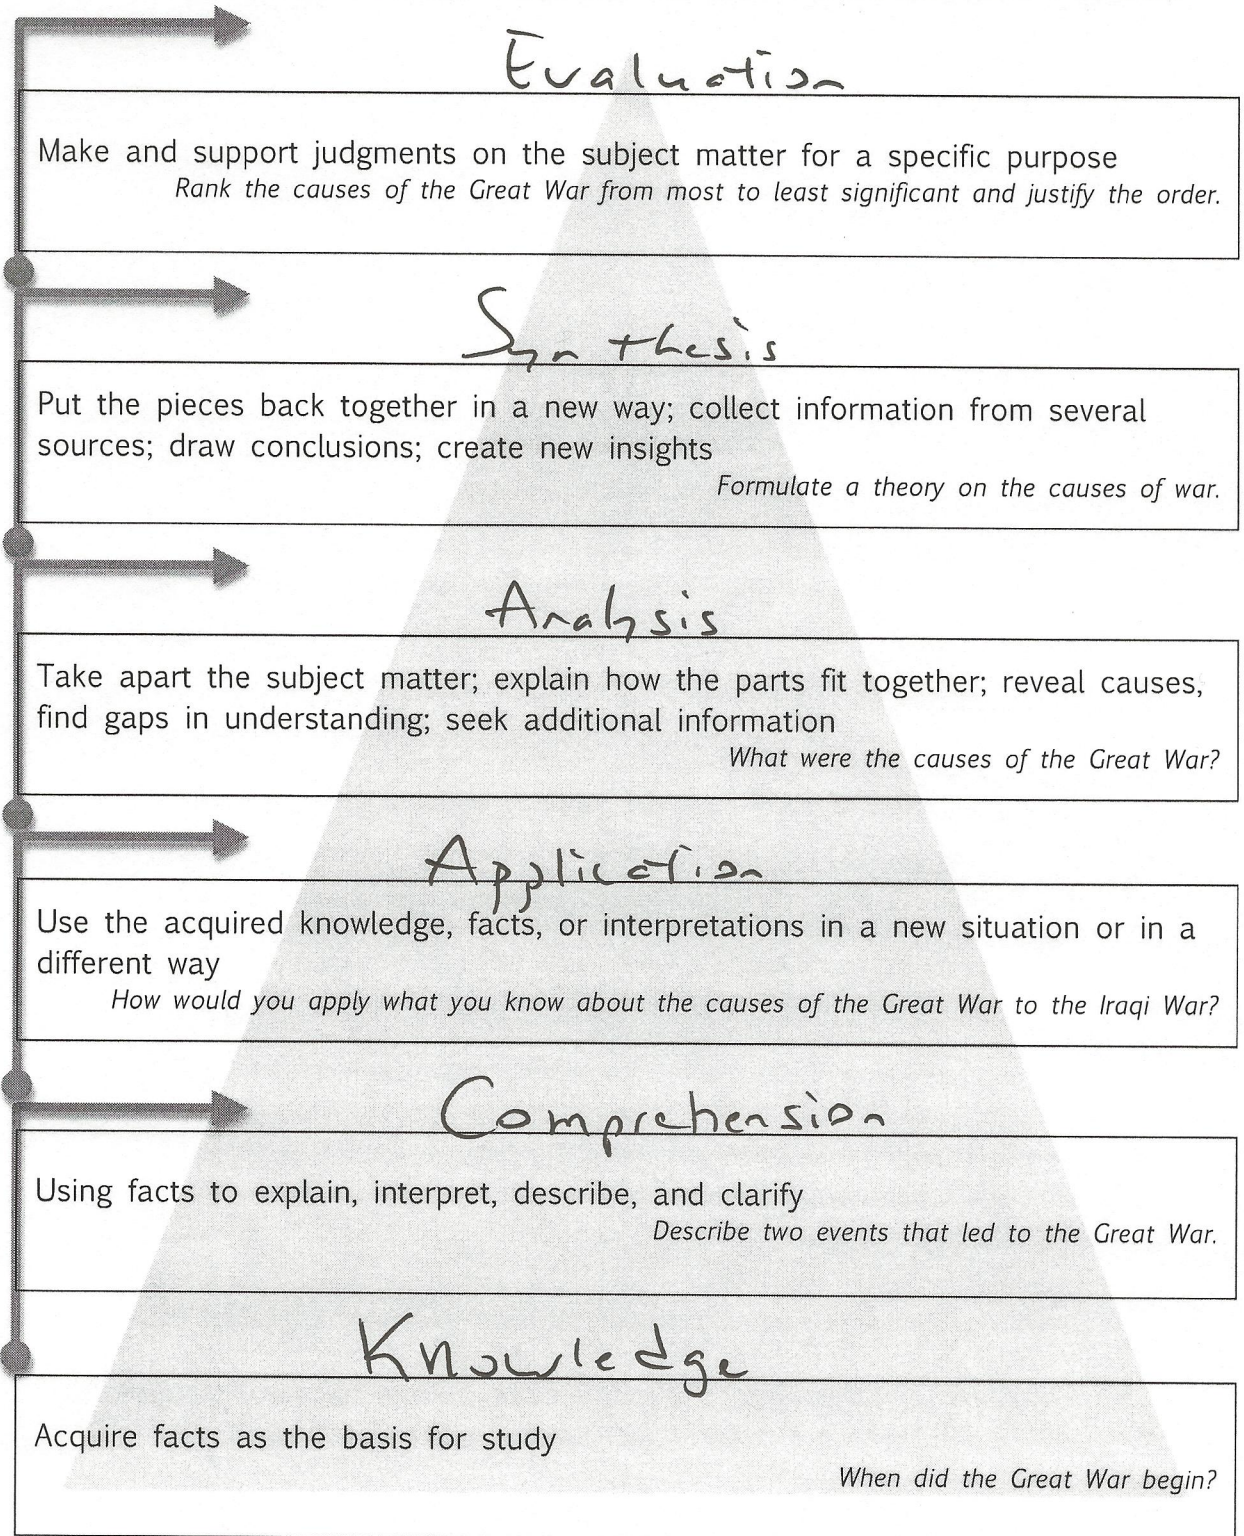 Evaluation
Make and support judgments on the subject matter for a specific purpose
Rank the causes of the Great War from most to least significant and justify the order.
Synthesis
Put the pieces back together in a new way; collect information from several
sources; draw conclusions; create new insights
Formulate a theory on the causes of war.
Analysis
Take apart the subject matter; explain how the parts fit together; reveal causes,
find gaps in understanding; seek additional information
What were the causes of the Great War?
Application
Use the acquired knowledge, facts, or interpretations in a new situation or in a
different way
How would you apply what you know about the causes of the Great War to the Iraqi War?
Comprehension
Using facts to explain, interpret, describe, and clarify
Describe two events that led to the Great War.
Knowledge
Acquire facts as the basis for study
When did the Great War begin?